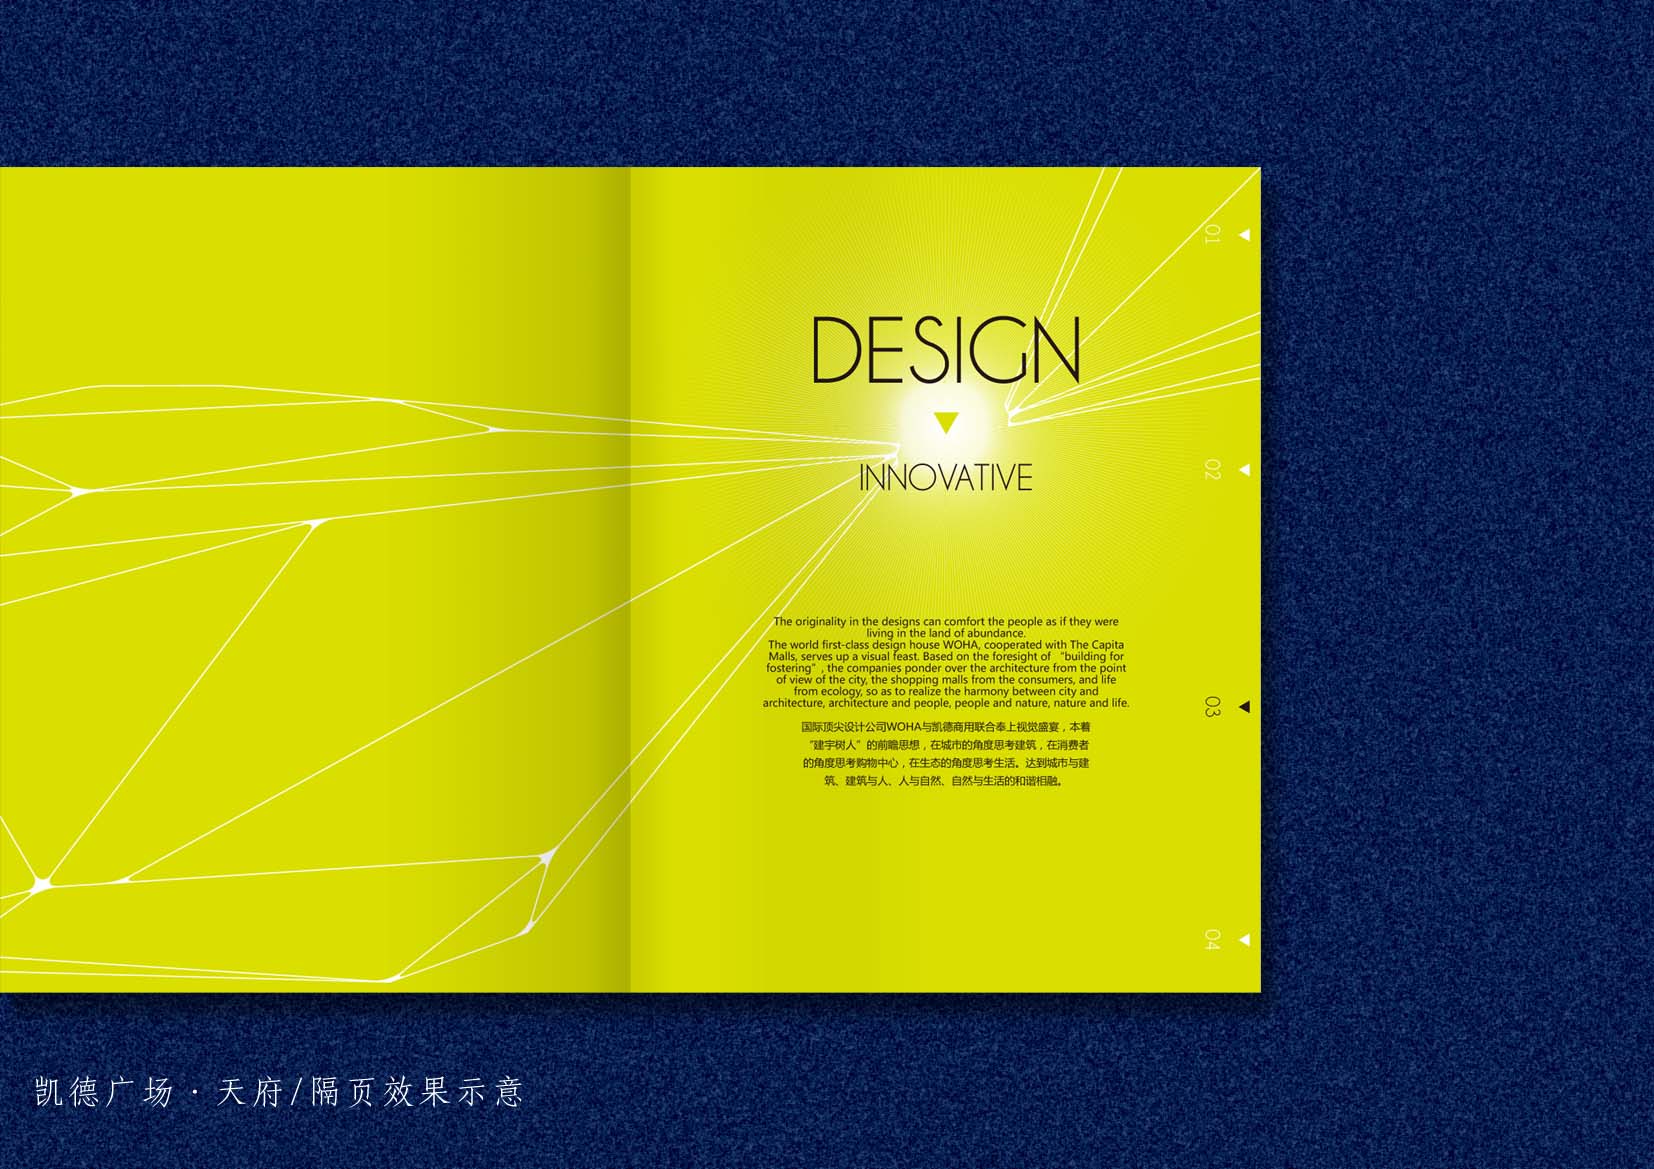 DESIGN
INNOVATIVE
The originality in the designs can comfort the people as if they were
living in the land of abundance.
The world first-class design house WOHA, cooperated with The Capita
Malls, serves up a visual feast. Based on the foresight of “building for
fostering”, the companies ponder over the architecture from the point
of view of the city, the shopping malls from the consumers, and life
from ecology, so as to realize the harmony between city and
architecture, architecture and people, people and nature, nature and life.
国际顶尖设计公司WOHA与凯德商用联合奉上视觉盛宴，本着
“建宇树人”的前瞻思想，在城市的角度思考建筑，在消费者
的角度思考购物中心，在生态的角度思考生活。达到城市与建
筑、建筑与人、人与自然、自然与生活的和谐相融。
01
02
03
04
凯德广场·天府/隔页效果示意